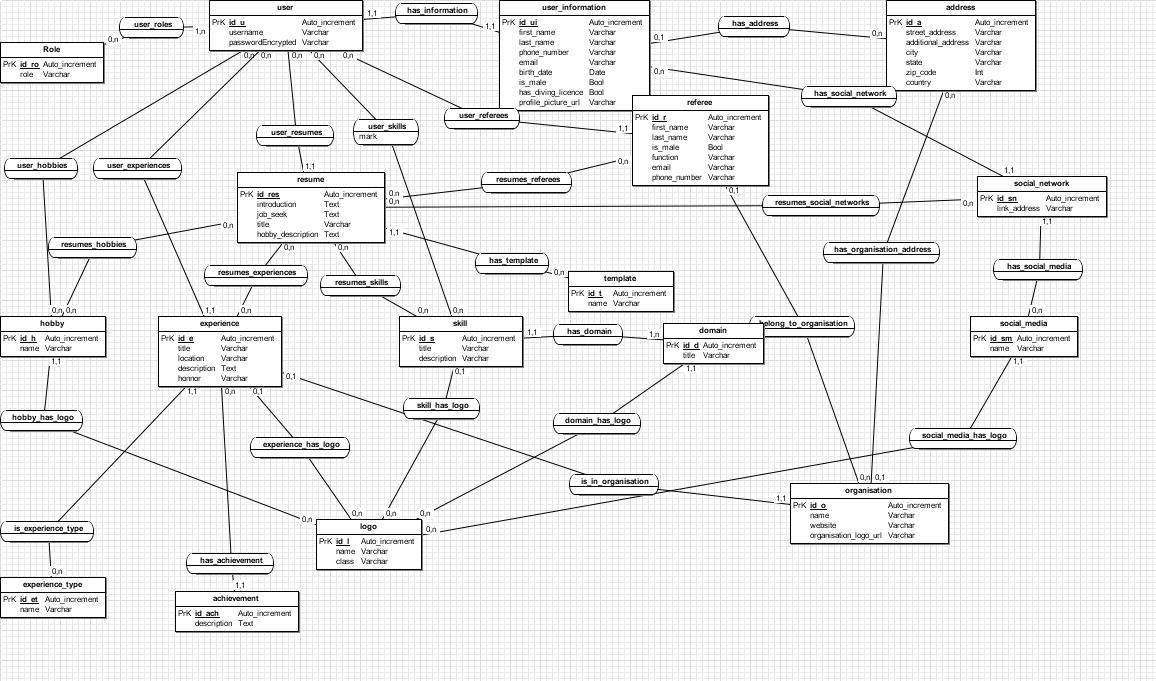 user
PrK id_u Auto_increment
username Varchar
passwordEncrypted Varchar
user_roles
1,n
0,n
Role
PrK id_ro Auto_increment
role Varchar
1,1
has_information
1,1
user_information
PrK id_ui Auto_increment
first_name Varchar
last_name Varchar
phone_number Varchar
email Varchar
birth_date Date
is_male Bool
has_diving_licence Bool
profile_picture_url Varchar
0,1
has_address
0,n
address
PrK id_a Auto_increment
street_address Varchar
additional_address Varchar
city Varchar
state Varchar
zip_code Int
country Varchar
0,n
has_social_network
1,1
0,n
0,n
0,n
0,n
0,n
0,n
user_referees
1,1
referee
PrK id_r Auto_increment
first_name Varchar
last_name Varchar
is_male Bool
function Varchar
email Varchar
phone_number Varchar
user_resumes
1,1
user_skills
mark
user_hobbies
user_experiences
resume
PrK id_res Auto_increment
introduction Text
job_seek Text
title Varchar
hobby_description Text
0,n
resumes_referees
0,n
0,n
resumes_social_networks
0,n
social_network
PrK id_sn Auto_increment
link_address Varchar
0,1
1,1
0,n
resumes_hobbies
0,n
0,n
1,1
has_template
0,n
template
PrK id_t Auto_increment
name Varchar
resumes_experiences
resumes_skills
has_organisation_address
has_social_media
0,n
0,n
0,n
1,1
0,n
0,n
0,n
hobby
PrK id_h Auto_increment
name Varchar
experience
PrK id_e Auto_increment
title Varchar
location Varchar
description Text
honnor Varchar
skill
PrK id_s Auto_increment
title Varchar
description Varchar
1,1
has_domain
1,n
domain
PrK id_d Auto_increment
title Varchar
belong_to_organisation
social_media
PrK id_sm Auto_increment
name Varchar
1,1
1,1
0,n
0,1
0,1
0,1
1,1
1,1
hobby_has_logo
experience_has_logo
skill_has_logo
domain_has_logo
social_media_has_logo
is_in_organisation
1,1
0,n
0,1
organisation
PrK id_o Auto_increment
name Varchar
website Varchar
organisation_logo_url Varchar
0,n
0,n
0,n
0,n
0,n
logo
PrK id_l Auto_increment
name Varchar
class Varchar
is_experience_type
0,n
experience_type
PrK id_et Auto_increment
name Varchar
has_achievement
1,1
achievement
PrK id_ach Auto_increment
description Text